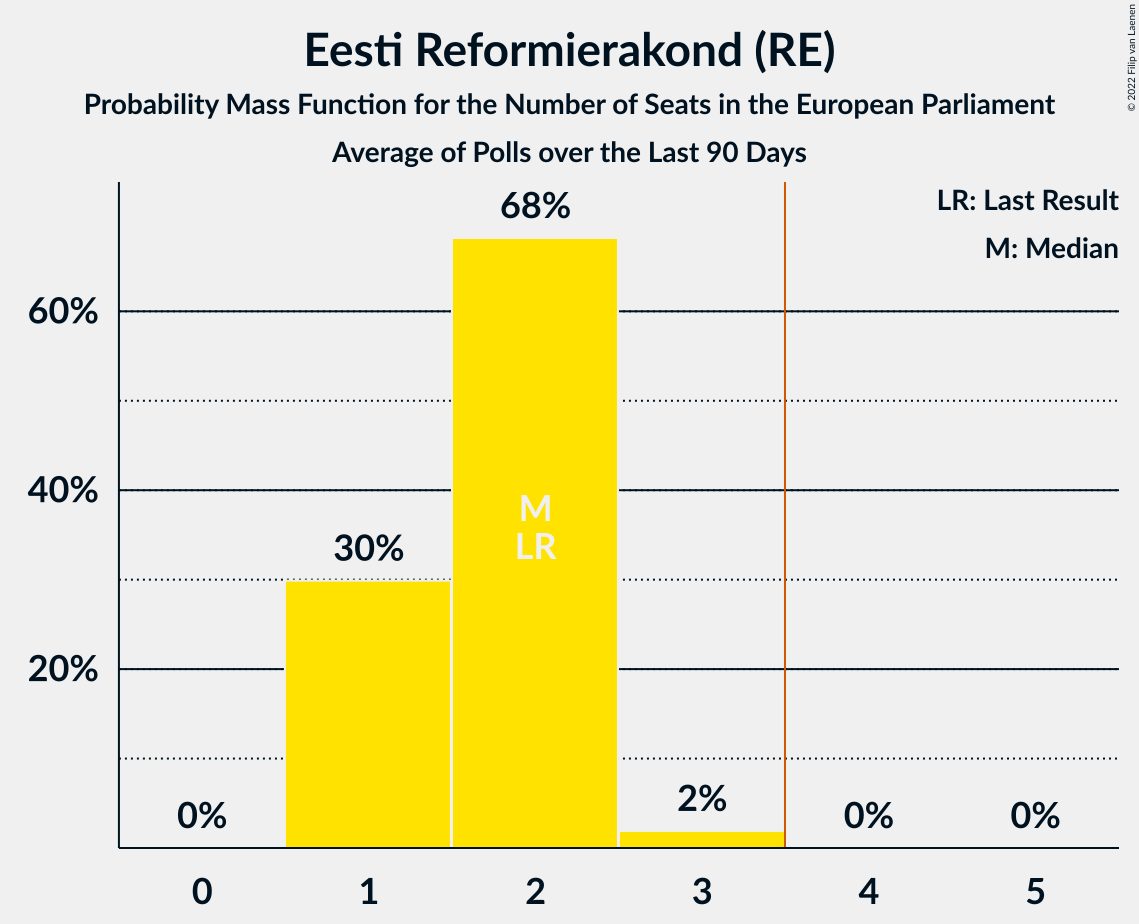 Eesti Reformierakond (RE)
Probability Mass Function for the Number of Seats in the European Parliament
Average of Polls over the Last 90 Days
© 2022 Filip van Laenen
LR: Last Result
M: Median
68%
60%
40%
M
LR
30%
20%
0%
2%
0%
0%
0 1 2 3 4 5